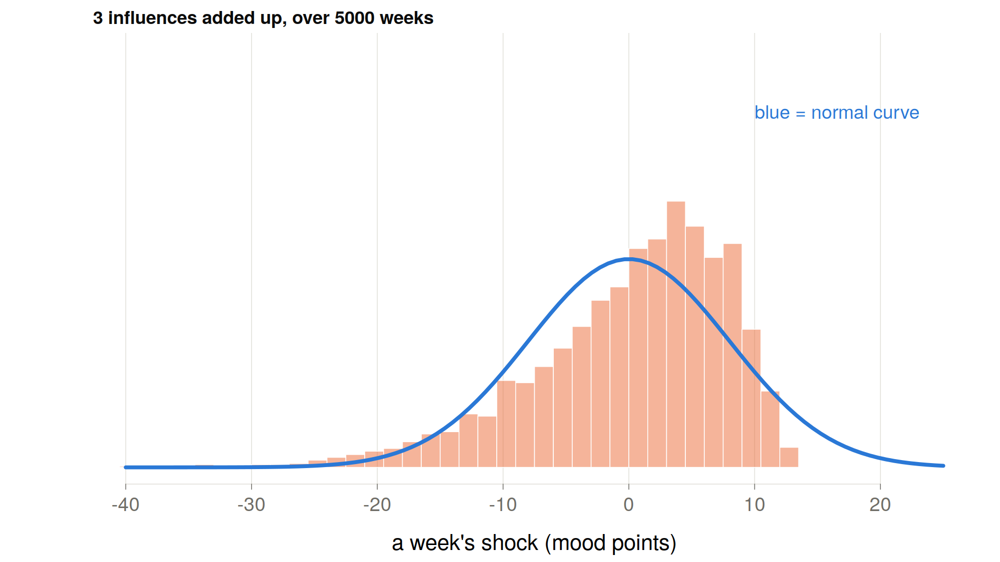 3 influences added up, over 5000 weeks
blue = normal curve
-40 -30 -20 -10 0 10 20
a week's shock (mood points)